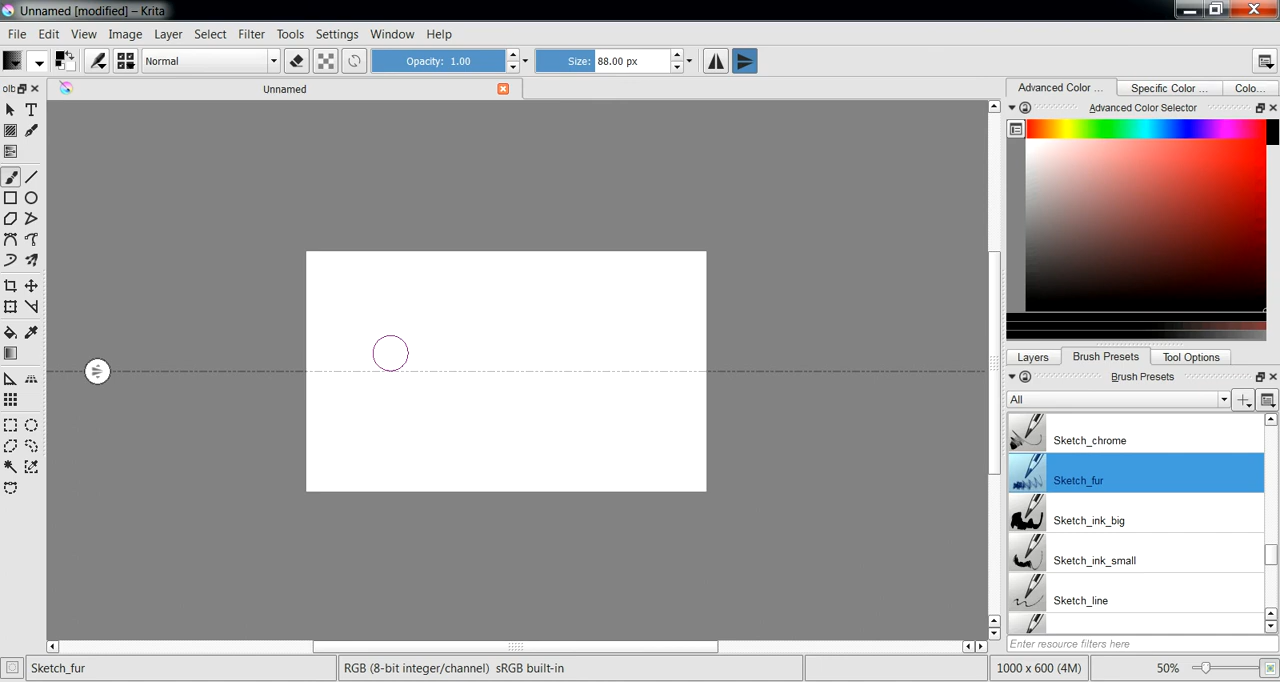 Unnamed [modified] – Krita
File Edit View Image Layer Select Filter Tools Settings Window Help
Normal Opacity: 1.00 Size: 88.00 px
olb Unnamed Advanced Color ... Specific Color ... Colo...
Advanced Color Selector
T
Layers Brush Presets Tool Options
Brush Presets
All
Sketch_chrome
Sketch_fur
Sketch_ink_big
Sketch_ink_small
Sketch_line
Enter resource filters here
Sketch_fur RGB (8-bit integer/channel) sRGB built-in 1000 x 600 (4M) 50%